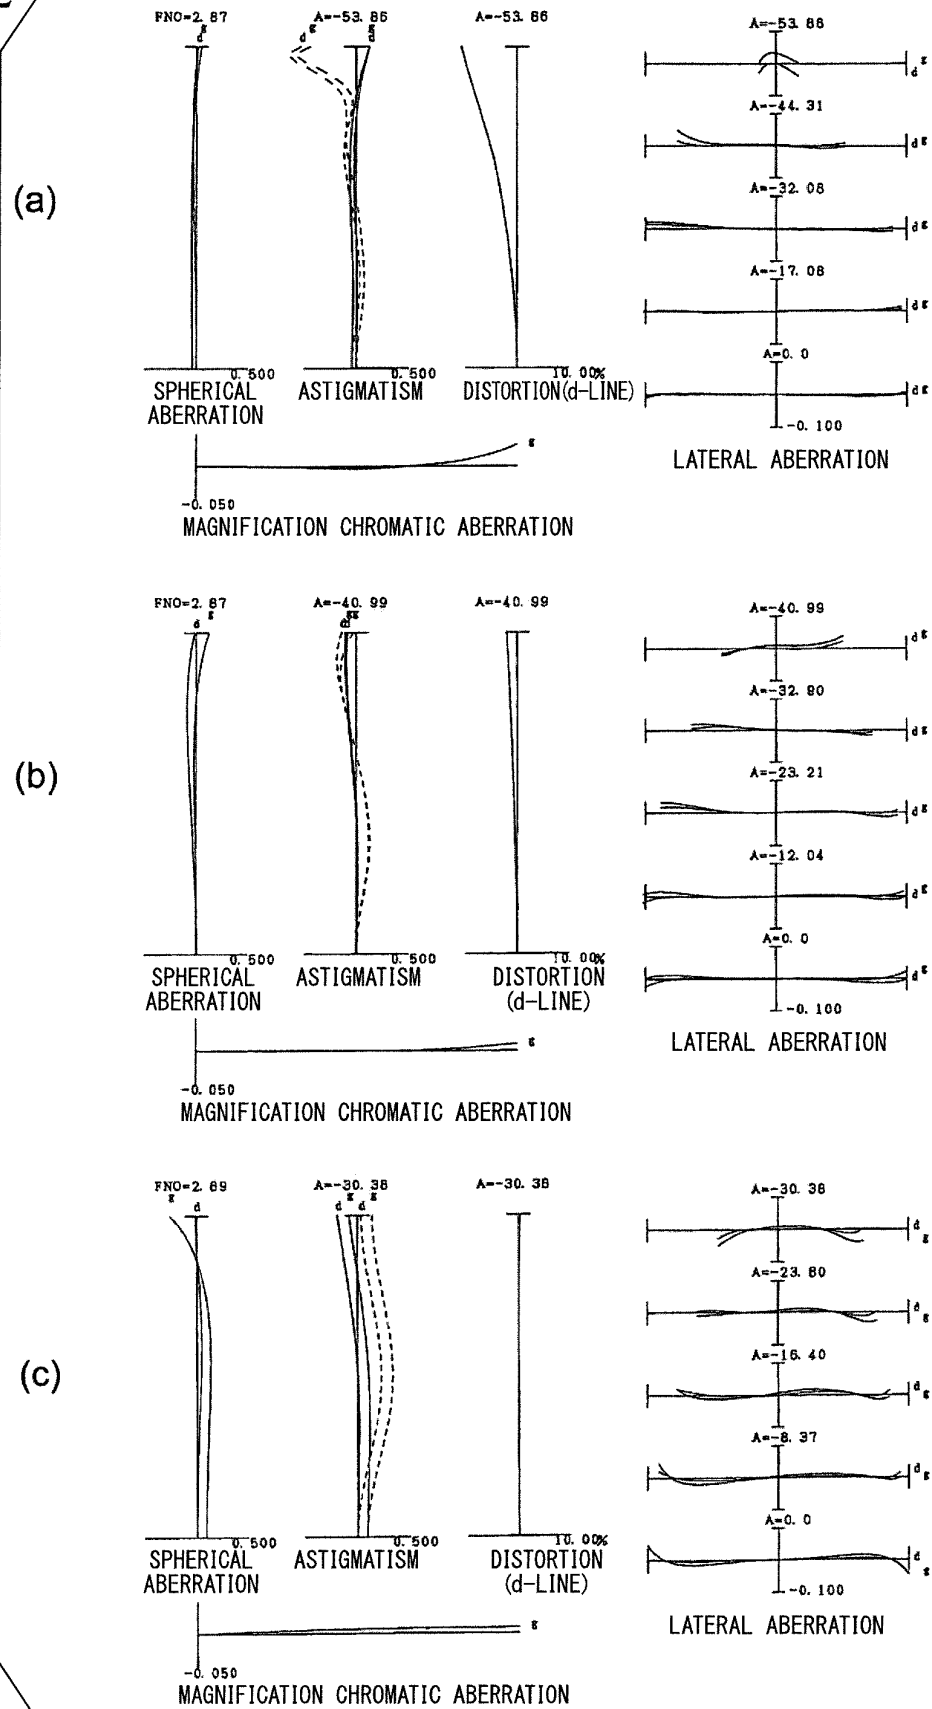 (a)
FNO=2.87
g
d
SPHERICAL
ABERRATION
0.500
A=-53.86
d g
g
d
ASTIGMATISM
0.500
A=-53.86
DISTORTION(d-LINE)
10.00%
g
-0.050
MAGNIFICATION CHROMATIC ABERRATION
A=-53.86
d g
A=-44.31
d g
A=-32.08
d g
A=-17.08
d g
A=0.0
d g
-0.100
LATERAL ABERRATION
(b)
FNO=2.87
d g
0.500
SPHERICAL
ABERRATION
A=-40.99
d g g
0.500
ASTIGMATISM
A=-40.99
10.00%
DISTORTION
(d-LINE)
g
-0.050
MAGNIFICATION CHROMATIC ABERRATION
A=-40.99
d g
A=-32.90
d g
A=-23.21
d g
A=-12.04
d g
A=0.0
d g
-0.100
LATERAL ABERRATION
(c)
FNO=2.89
g d
0.500
SPHERICAL
ABERRATION
A=-30.38
d g d g
0.500
ASTIGMATISM
A=-30.38
10.00%
DISTORTION
(d-LINE)
g
-0.050
MAGNIFICATION CHROMATIC ABERRATION
A=-30.38
d g
A=-23.80
d g
A=-16.40
d g
A=-8.37
d g
A=0.0
d g
-0.100
LATERAL ABERRATION